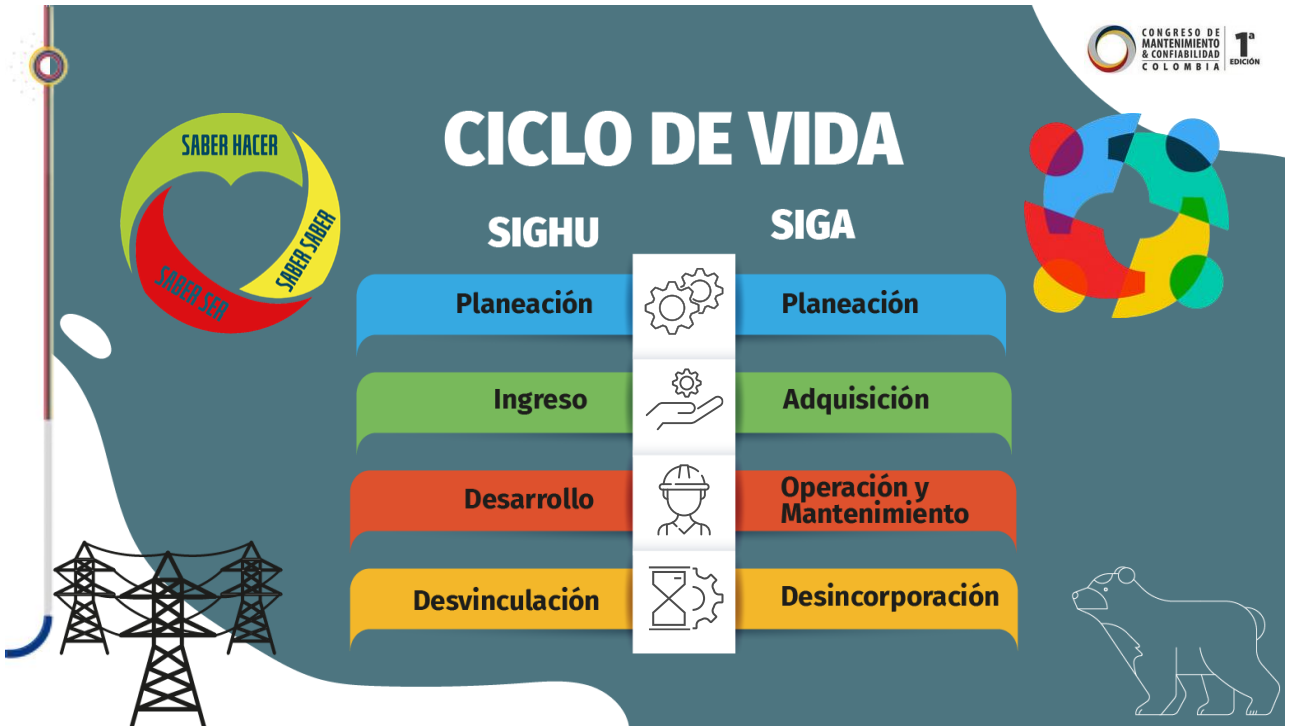 CONGRESO DE
MANTENIMIENTO
& CONFIABILIDAD
COLOMBIA
1ª
EDICIÓN
CICLO DE VIDA
SABER HACER
SABER SABER
SABER SER
SIGHU
SIGA
Planeación
Planeación
Ingreso
Adquisición
Desarrollo
Operación y
Mantenimiento
Desvinculación
Desincorporación